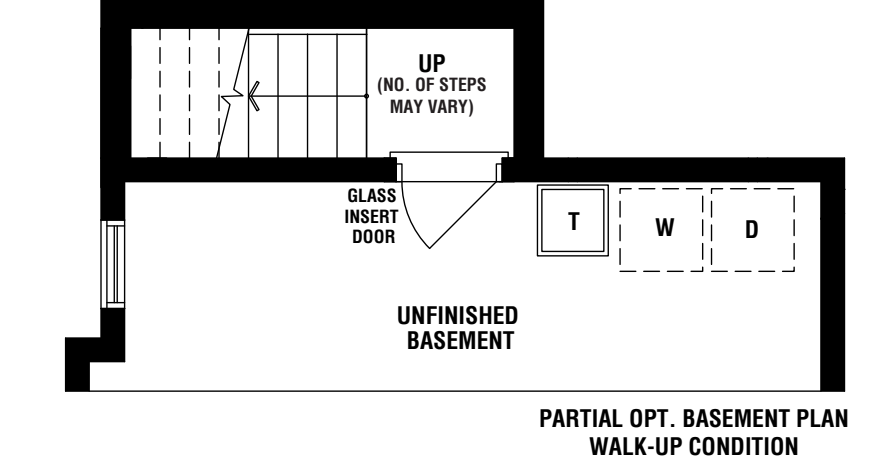 UP
(NO. OF STEPS
MAY VARY)
GLASS
INSERT
DOOR
T
W
D
UNFINISHED
BASEMENT
PARTIAL OPT. BASEMENT PLAN
WALK-UP CONDITION